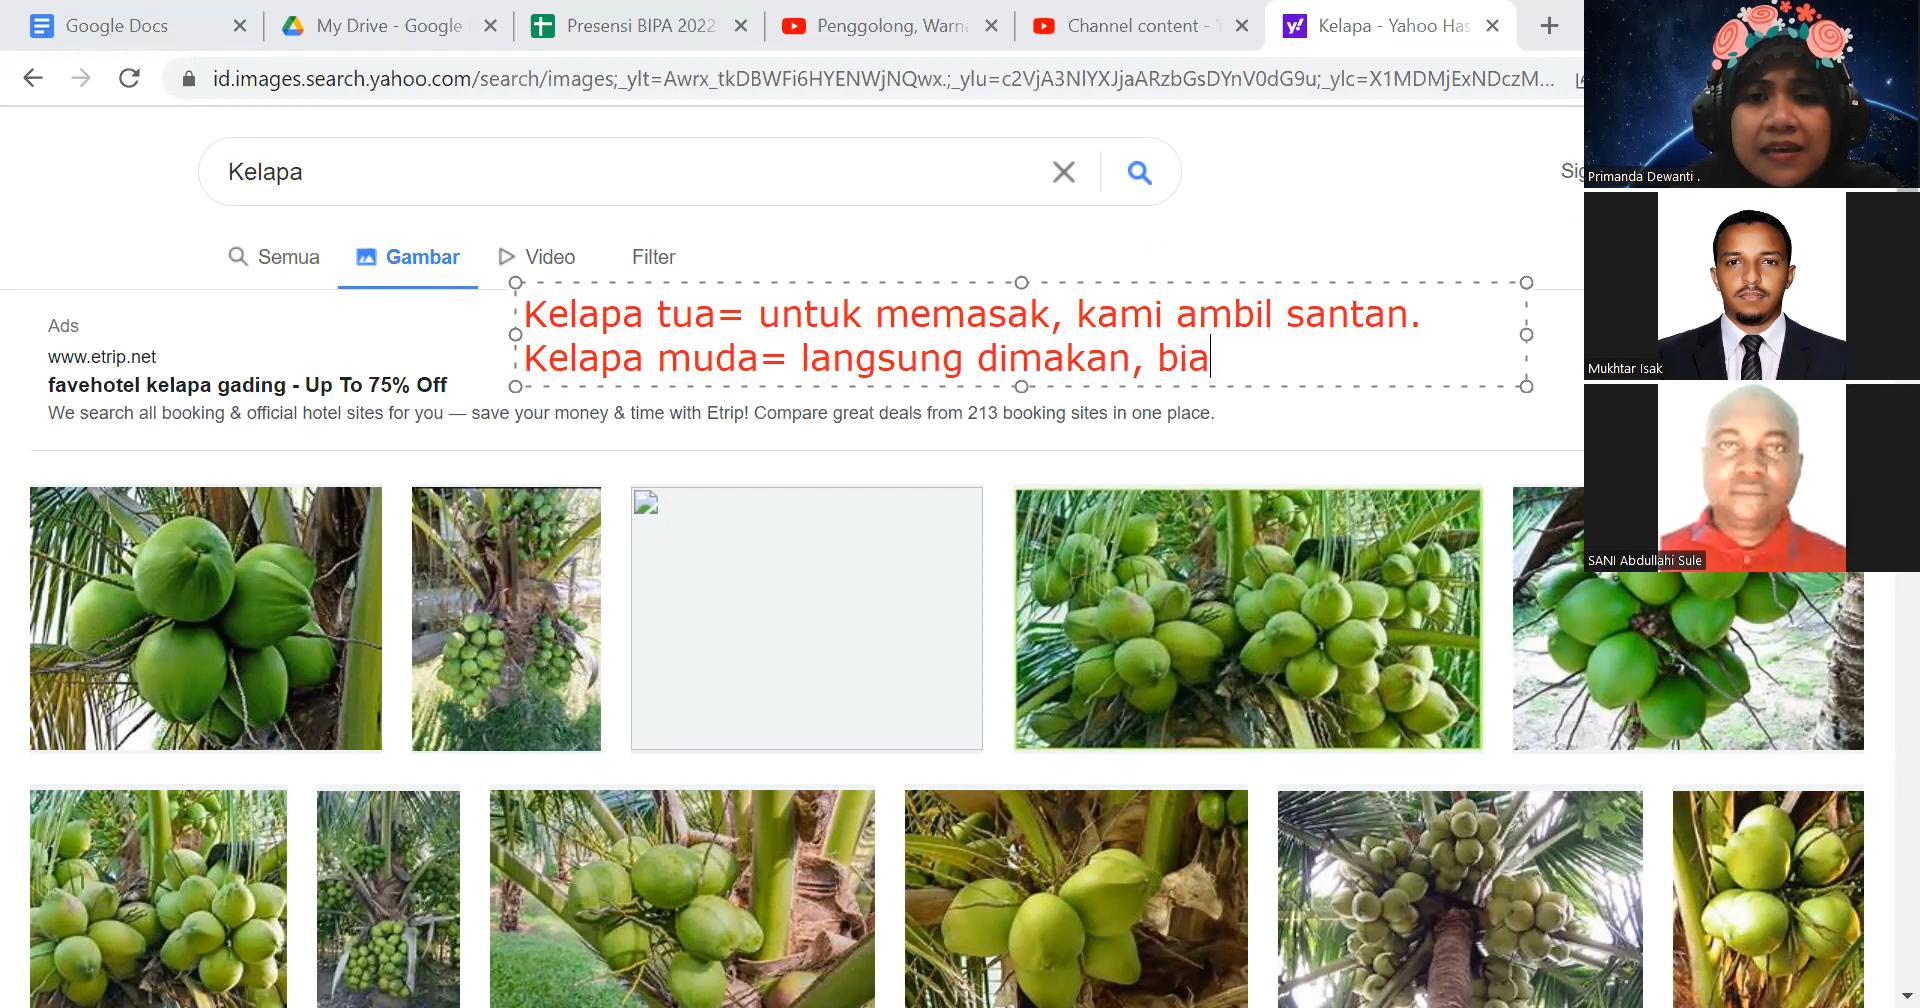 Google Docs
My Drive - Google
Presensi BIPA 2022
Penggolong, Warna
Channel content -
Kelapa - Yahoo Has
id.images.search.yahoo.com/search/images;_ylt=Awrx_tkDBWFi6HYENWjNQwx.;_ylu=c2VjA3NlYXJjaARzbGsDYnV0dG9u;_ylc=X1MDMjExNDczM...
Kelapa
Sig
Semua
Gambar
Video
Filter
Kelapa tua= untuk memasak, kami ambil santan.
Kelapa muda= langsung dimakan, bia
Ads
www.etrip.net
favehotel kelapa gading - Up To 75% Off
We search all booking & official hotel sites for you — save your money & time with Etrip! Compare great deals from 213 booking sites in one place.
Primanda Dewanti .
Mukhtar Isak
SANI Abdullahi Sule